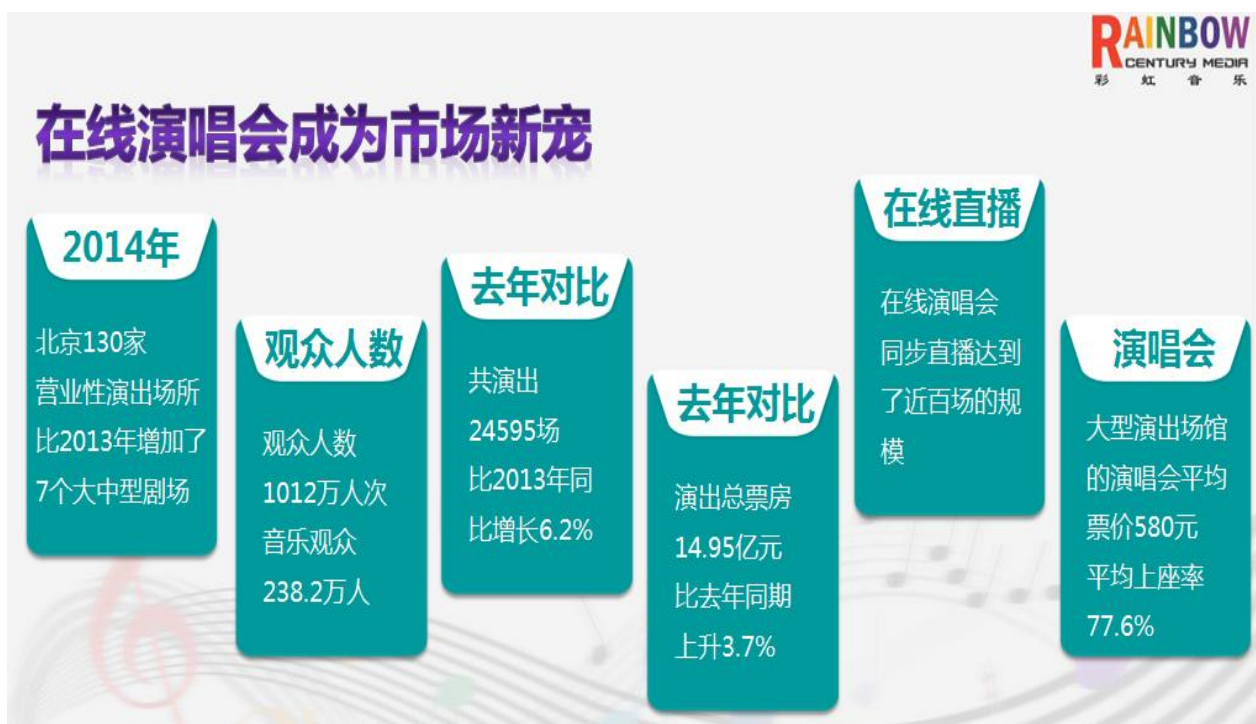 RAINBOW
CENTURY MEDIA
彩虹音乐
在线演唱会成为市场新宠
2014年
北京130家
营业性演出场所
比2013年增加了
7个大中型剧场
观众人数
观众人数
1012万人次
音乐观众
238.2万人
去年对比
共演出
24595场
比2013年同
比增长6.2%
去年对比
演出总票房
14.95亿元
比去年同期
上升3.7%
在线直播
在线演唱会
同步直播达到
了近百场的规
模
演唱会
大型演出场馆
的演唱会平均
票价580元
平均上座率
77.6%